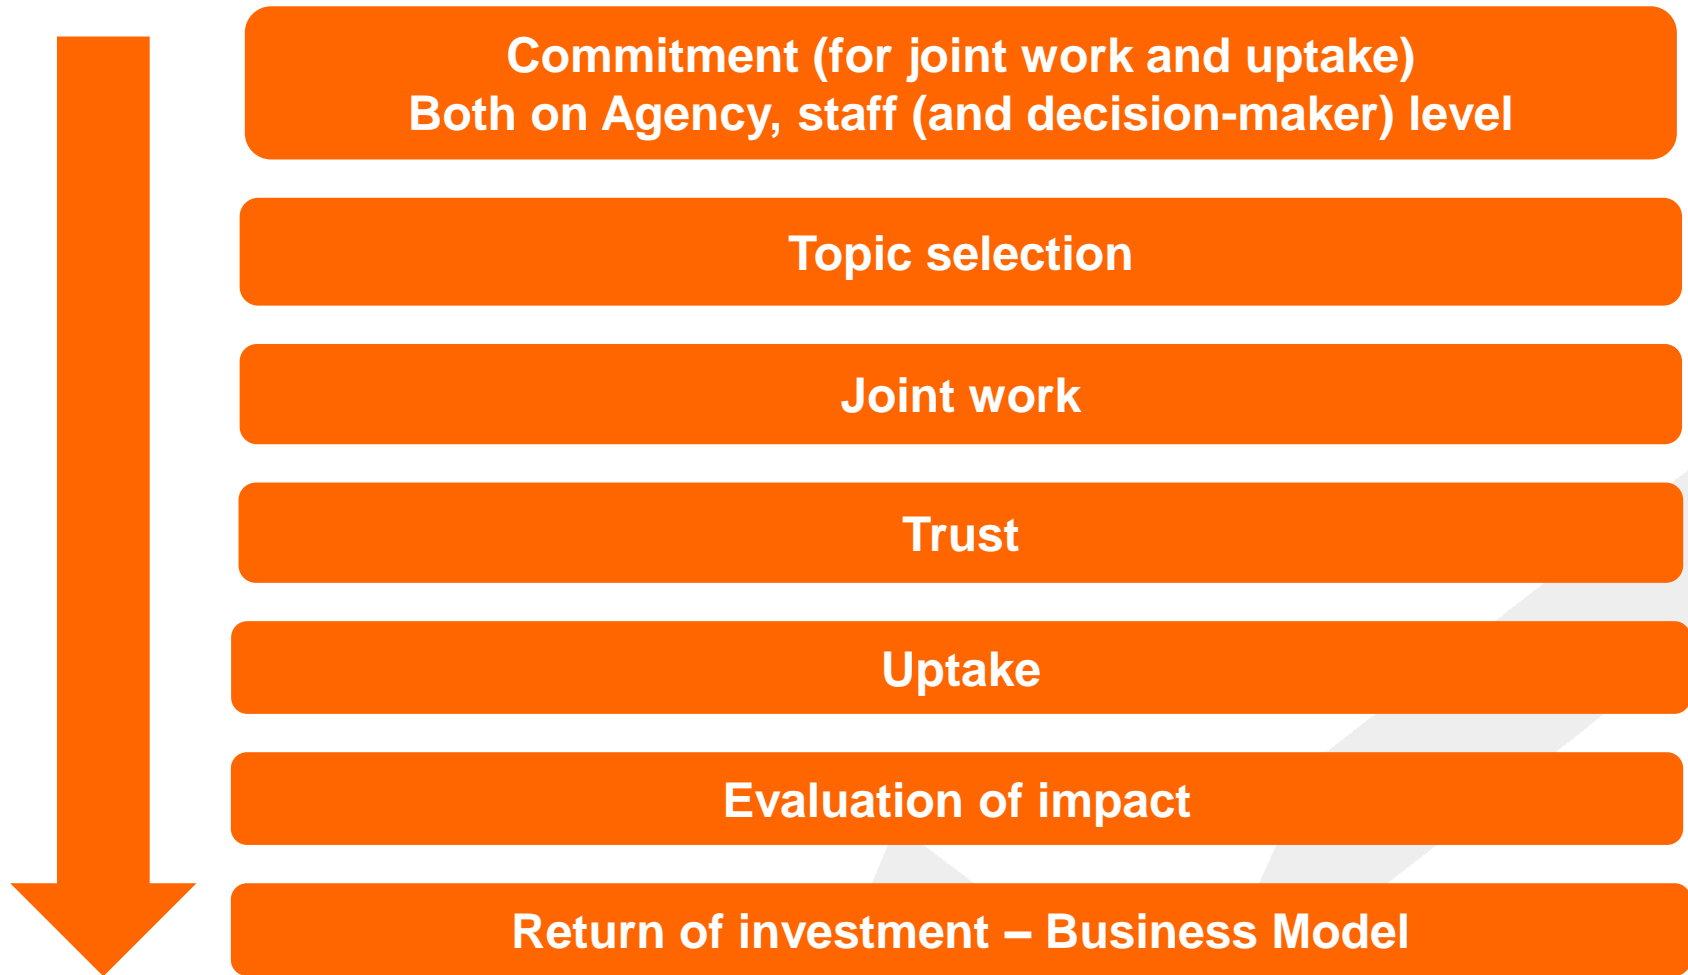 Commitment (for joint work and uptake)
Both on Agency, staff (and decision-maker) level
Topic selection
Joint work
Trust
Uptake
Evaluation of impact
Return of investment – Business Model